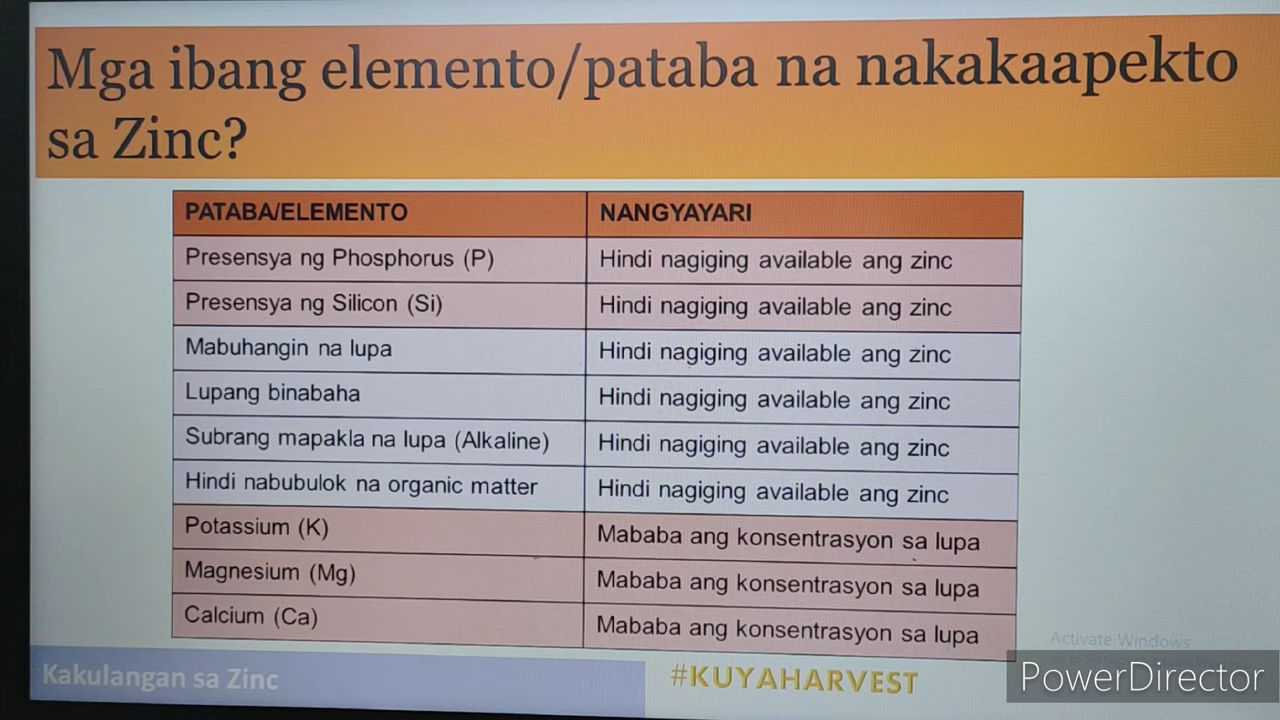 Mga ibang elemento/pataba na nakakaapekto
sa Zinc?
PATABA/ELEMENTO NANGYAYARI
Presensya ng Phosphorus (P) Hindi nagiging available ang zinc
Presensya ng Silicon (Si) Hindi nagiging available ang zinc
Mabuhangin na lupa Hindi nagiging available ang zinc
Lupang binabaha Hindi nagiging available ang zinc
Subrang mapakla na lupa (Alkaline) Hindi nagiging available ang zinc
Hindi nabubulok na organic matter Hindi nagiging available ang zinc
Potassium (K) Mababa ang konsentrasyon sa lupa
Magnesium (Mg) Mababa ang konsentrasyon sa lupa
Calcium (Ca) Mababa ang konsentrasyon sa lupa
Activate Windows
Kakulangan sa Zinc
#KUYAHARVEST
PowerDirector